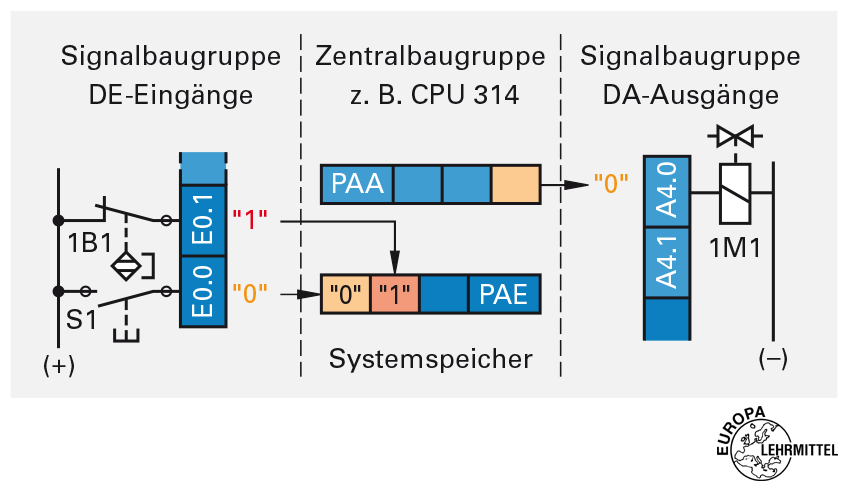 Signalbaugruppe
DE-Eingänge
Zentralbaugruppe
z. B. CPU 314
Signalbaugruppe
DA-Ausgänge
PAA
"0"
A4.0
A4.1
1M1
(–)
E0.1
"1"
1B1
E0.0
"0"
S1
(+)
"0"
"1"
PAE
Systemspeicher
EUROPA
LEHRMITTEL